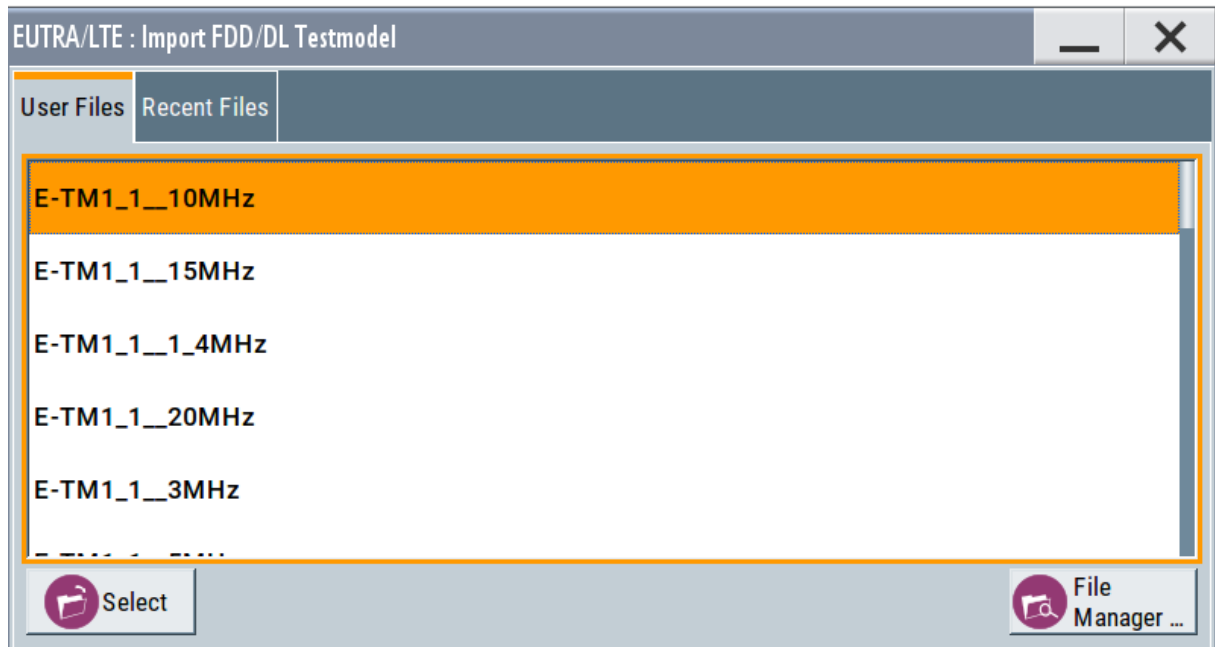 EUTRA/LTE : Import FDD/DL Testmodel
User Files Recent Files
E-TM1_1__10MHz
E-TM1_1__15MHz
E-TM1_1__1_4MHz
E-TM1_1__20MHz
E-TM1_1__3MHz
Select
File
Manager ...